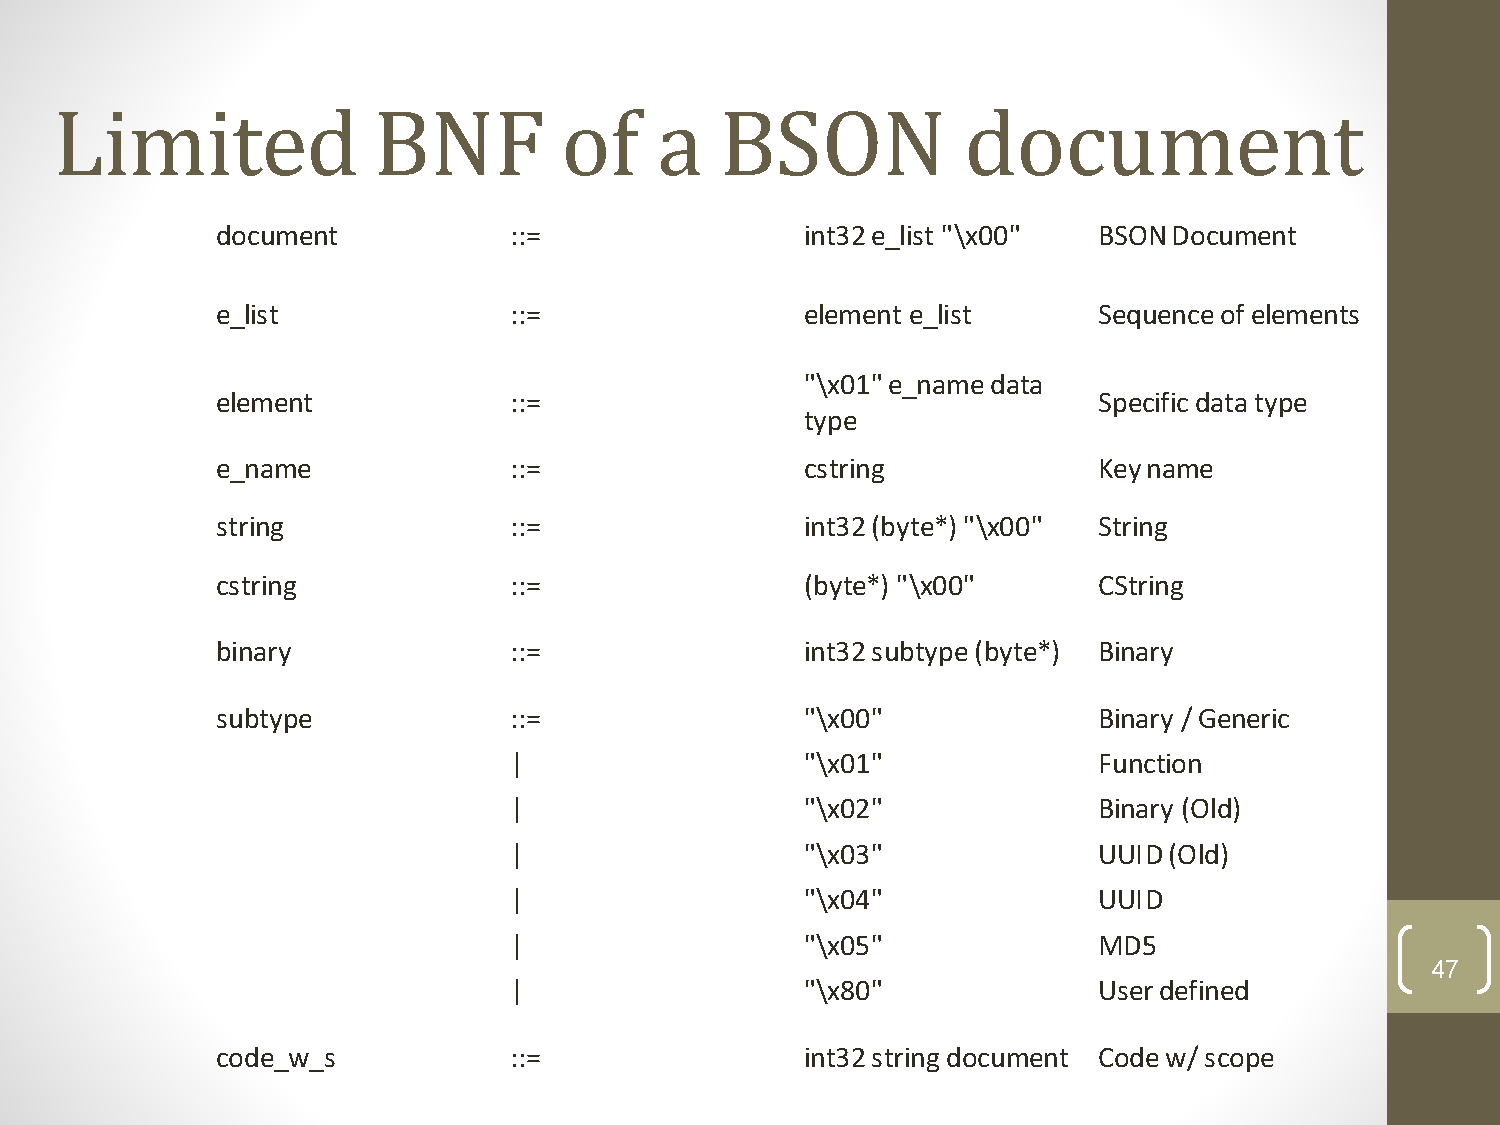 Limited BNF of a BSON document
document ::= int32 e_list "\x00" BSON Document
e_list ::= element e_list Sequence of elements
element ::= "\x01" e_name data type Specific data type
e_name ::= cstring Key name
string ::= int32 (byte*) "\x00" String
cstring ::= (byte*) "\x00" CString
binary ::= int32 subtype (byte*) Binary
subtype ::= "\x00" Binary / Generic
| "\x01" Function
| "\x02" Binary (Old)
| "\x03" UUID (Old)
| "\x04" UUID
| "\x05" MD5
| "\x80" User defined
code_w_s ::= int32 string document Code w/ scope
47